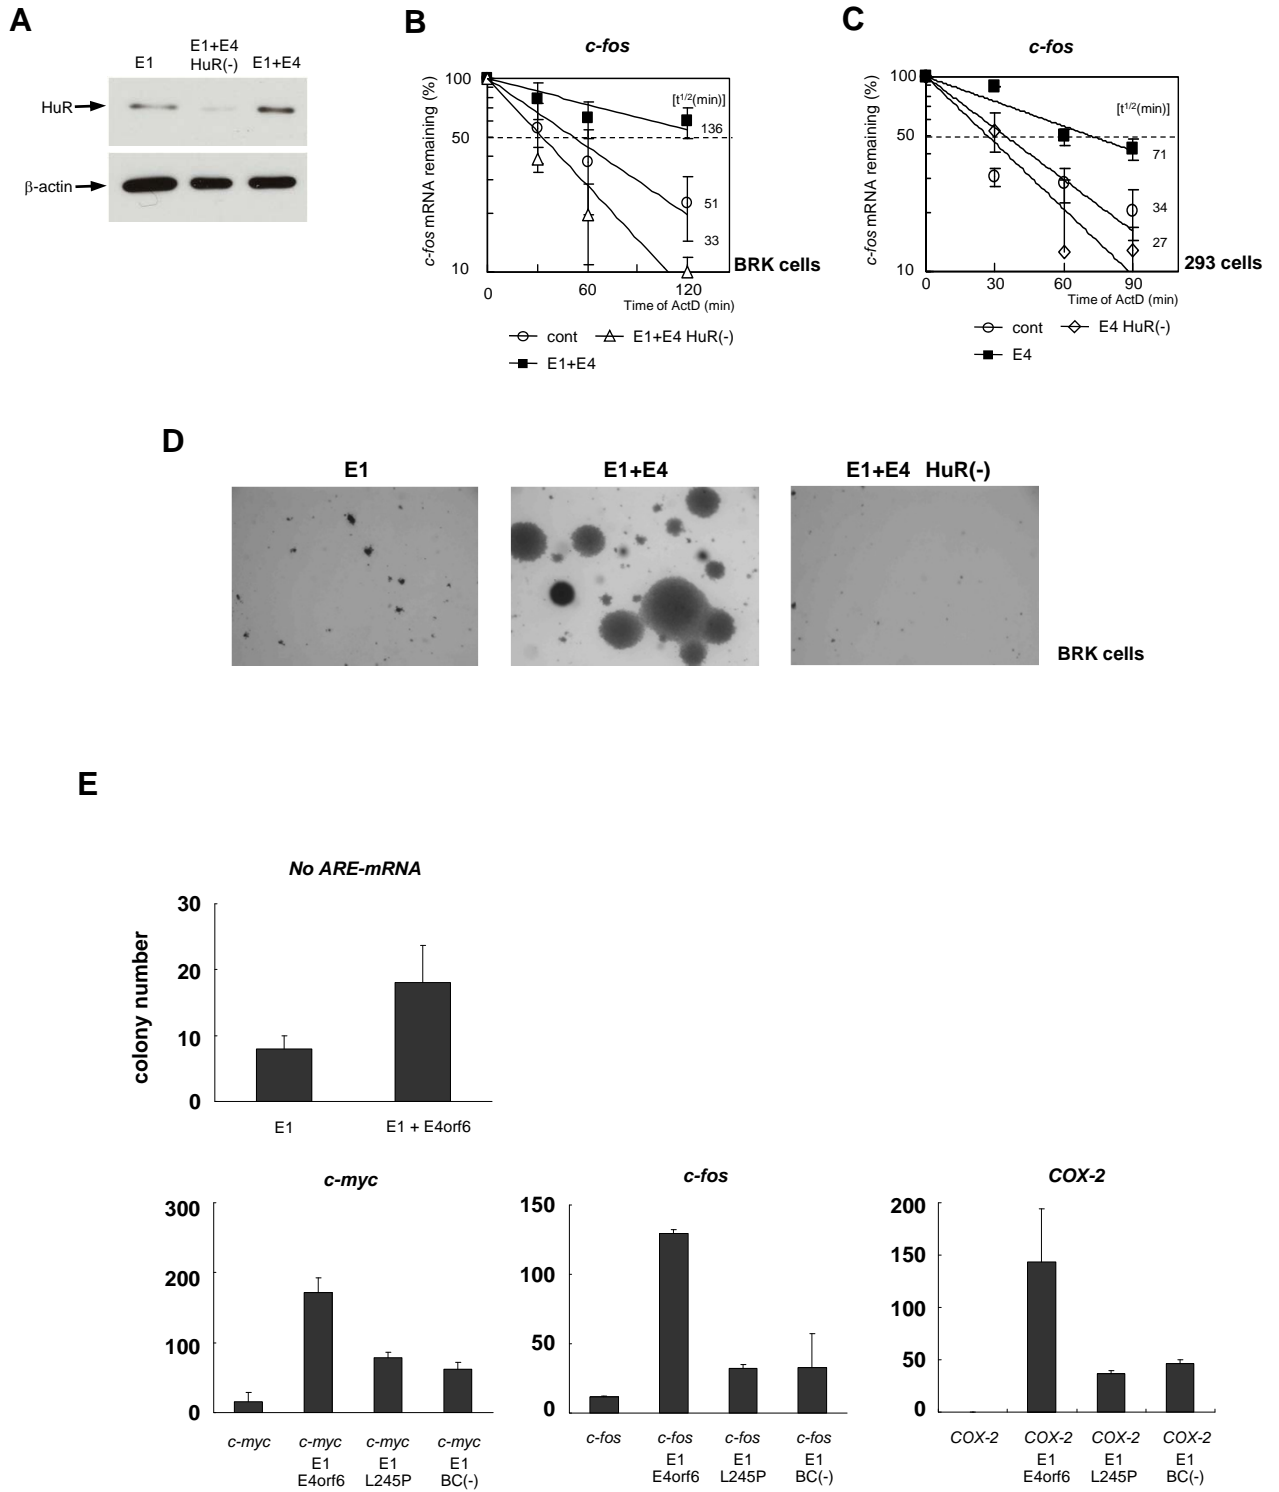 A
E1
E1+E4
HuR(-)
E1+E4
HuR
β-actin
B
c-fos
c-fos mRNA remaining (%)
100
50
10
[t1/2(min)]
136
51
33
BRK cells
0
60
120
Time of ActD (min)
cont
E1+E4 HuR(-)
E1+E4
C
c-fos
c-fos mRNA remaining (%)
100
50
10
[t1/2(min)]
71
34
27
293 cells
0
30
60
90
Time of ActD (min)
cont
E4 HuR(-)
E4
D
E1
E1+E4
E1+E4 HuR(-)
BRK cells
E
No ARE-mRNA
colony number
30
20
10
0
E1
E1 + E4orf6
c-myc
300
200
100
0
c-myc
c-myc
E1
E4orf6
c-myc
E1
L245P
c-myc
E1
BC(-)
c-fos
150
100
50
0
c-fos
c-fos
E1
E4orf6
c-fos
E1
L245P
c-fos
E1
BC(-)
COX-2
200
150
100
50
0
COX-2
COX-2
E1
E4orf6
COX-2
E1
L245P
COX-2
E1
BC(-)